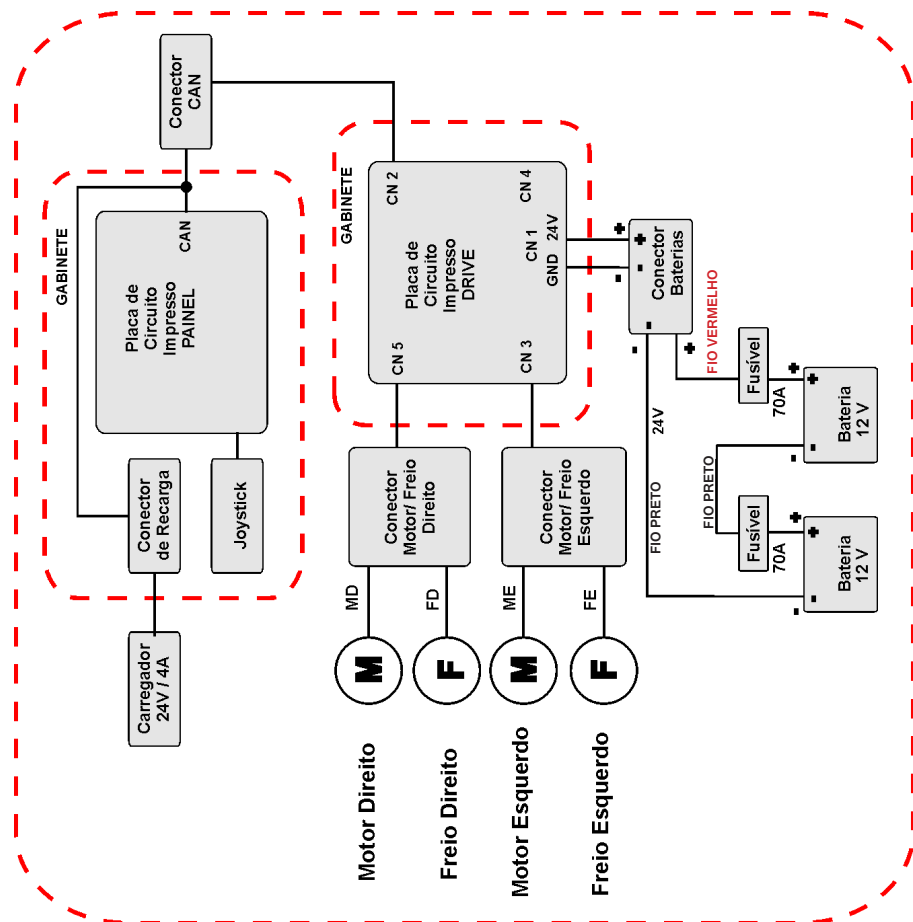 Conector
CAN
GABINETE
CAN
Placa de
Circuito
Impresso
PAINEL
Conector
de Recarga
Joystick
Carregador
24V / 4A
GABINETE
CN 2
CN 4
Placa de
Circuito
Impresso
DRIVE
CN 1
24V
GND
CN 5
CN 3
Conector
Motor/ Freio
Direito
Conector
Motor/ Freio
Esquerdo
MD
FD
ME
FE
M
F
M
F
Motor Direito
Freio Direito
Motor Esquerdo
Freio Esquerdo
+
-
+
-
Conector
Baterias
-
-
+
FIO VERMELHO
24V
FIO PRETO
FIO PRETO
Fusível
70A
+
+
-
-
Bateria
12 V
Fusível
70A
+
+
-
-
Bateria
12 V